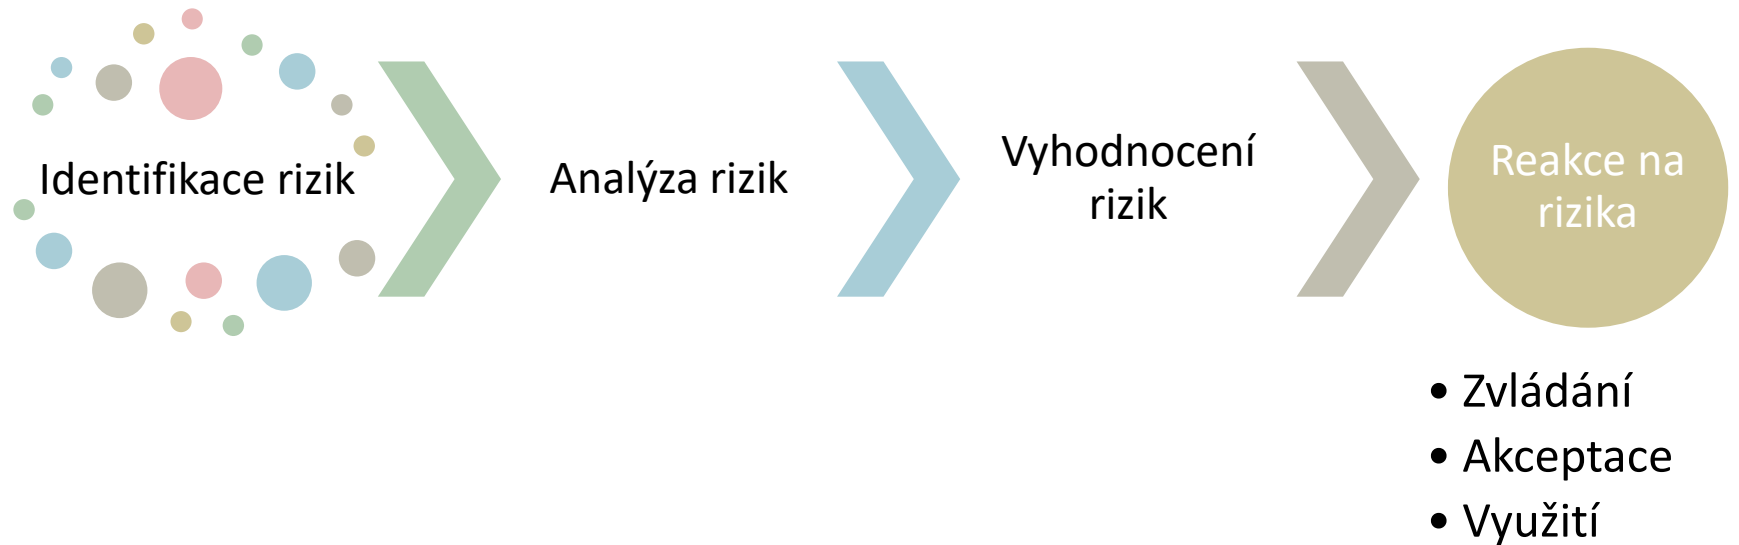 Identifikace rizik
Analýza rizik
Vyhodnocení
rizik
Reakce na
rizika
• Zvládání
• Akceptace
• Využití